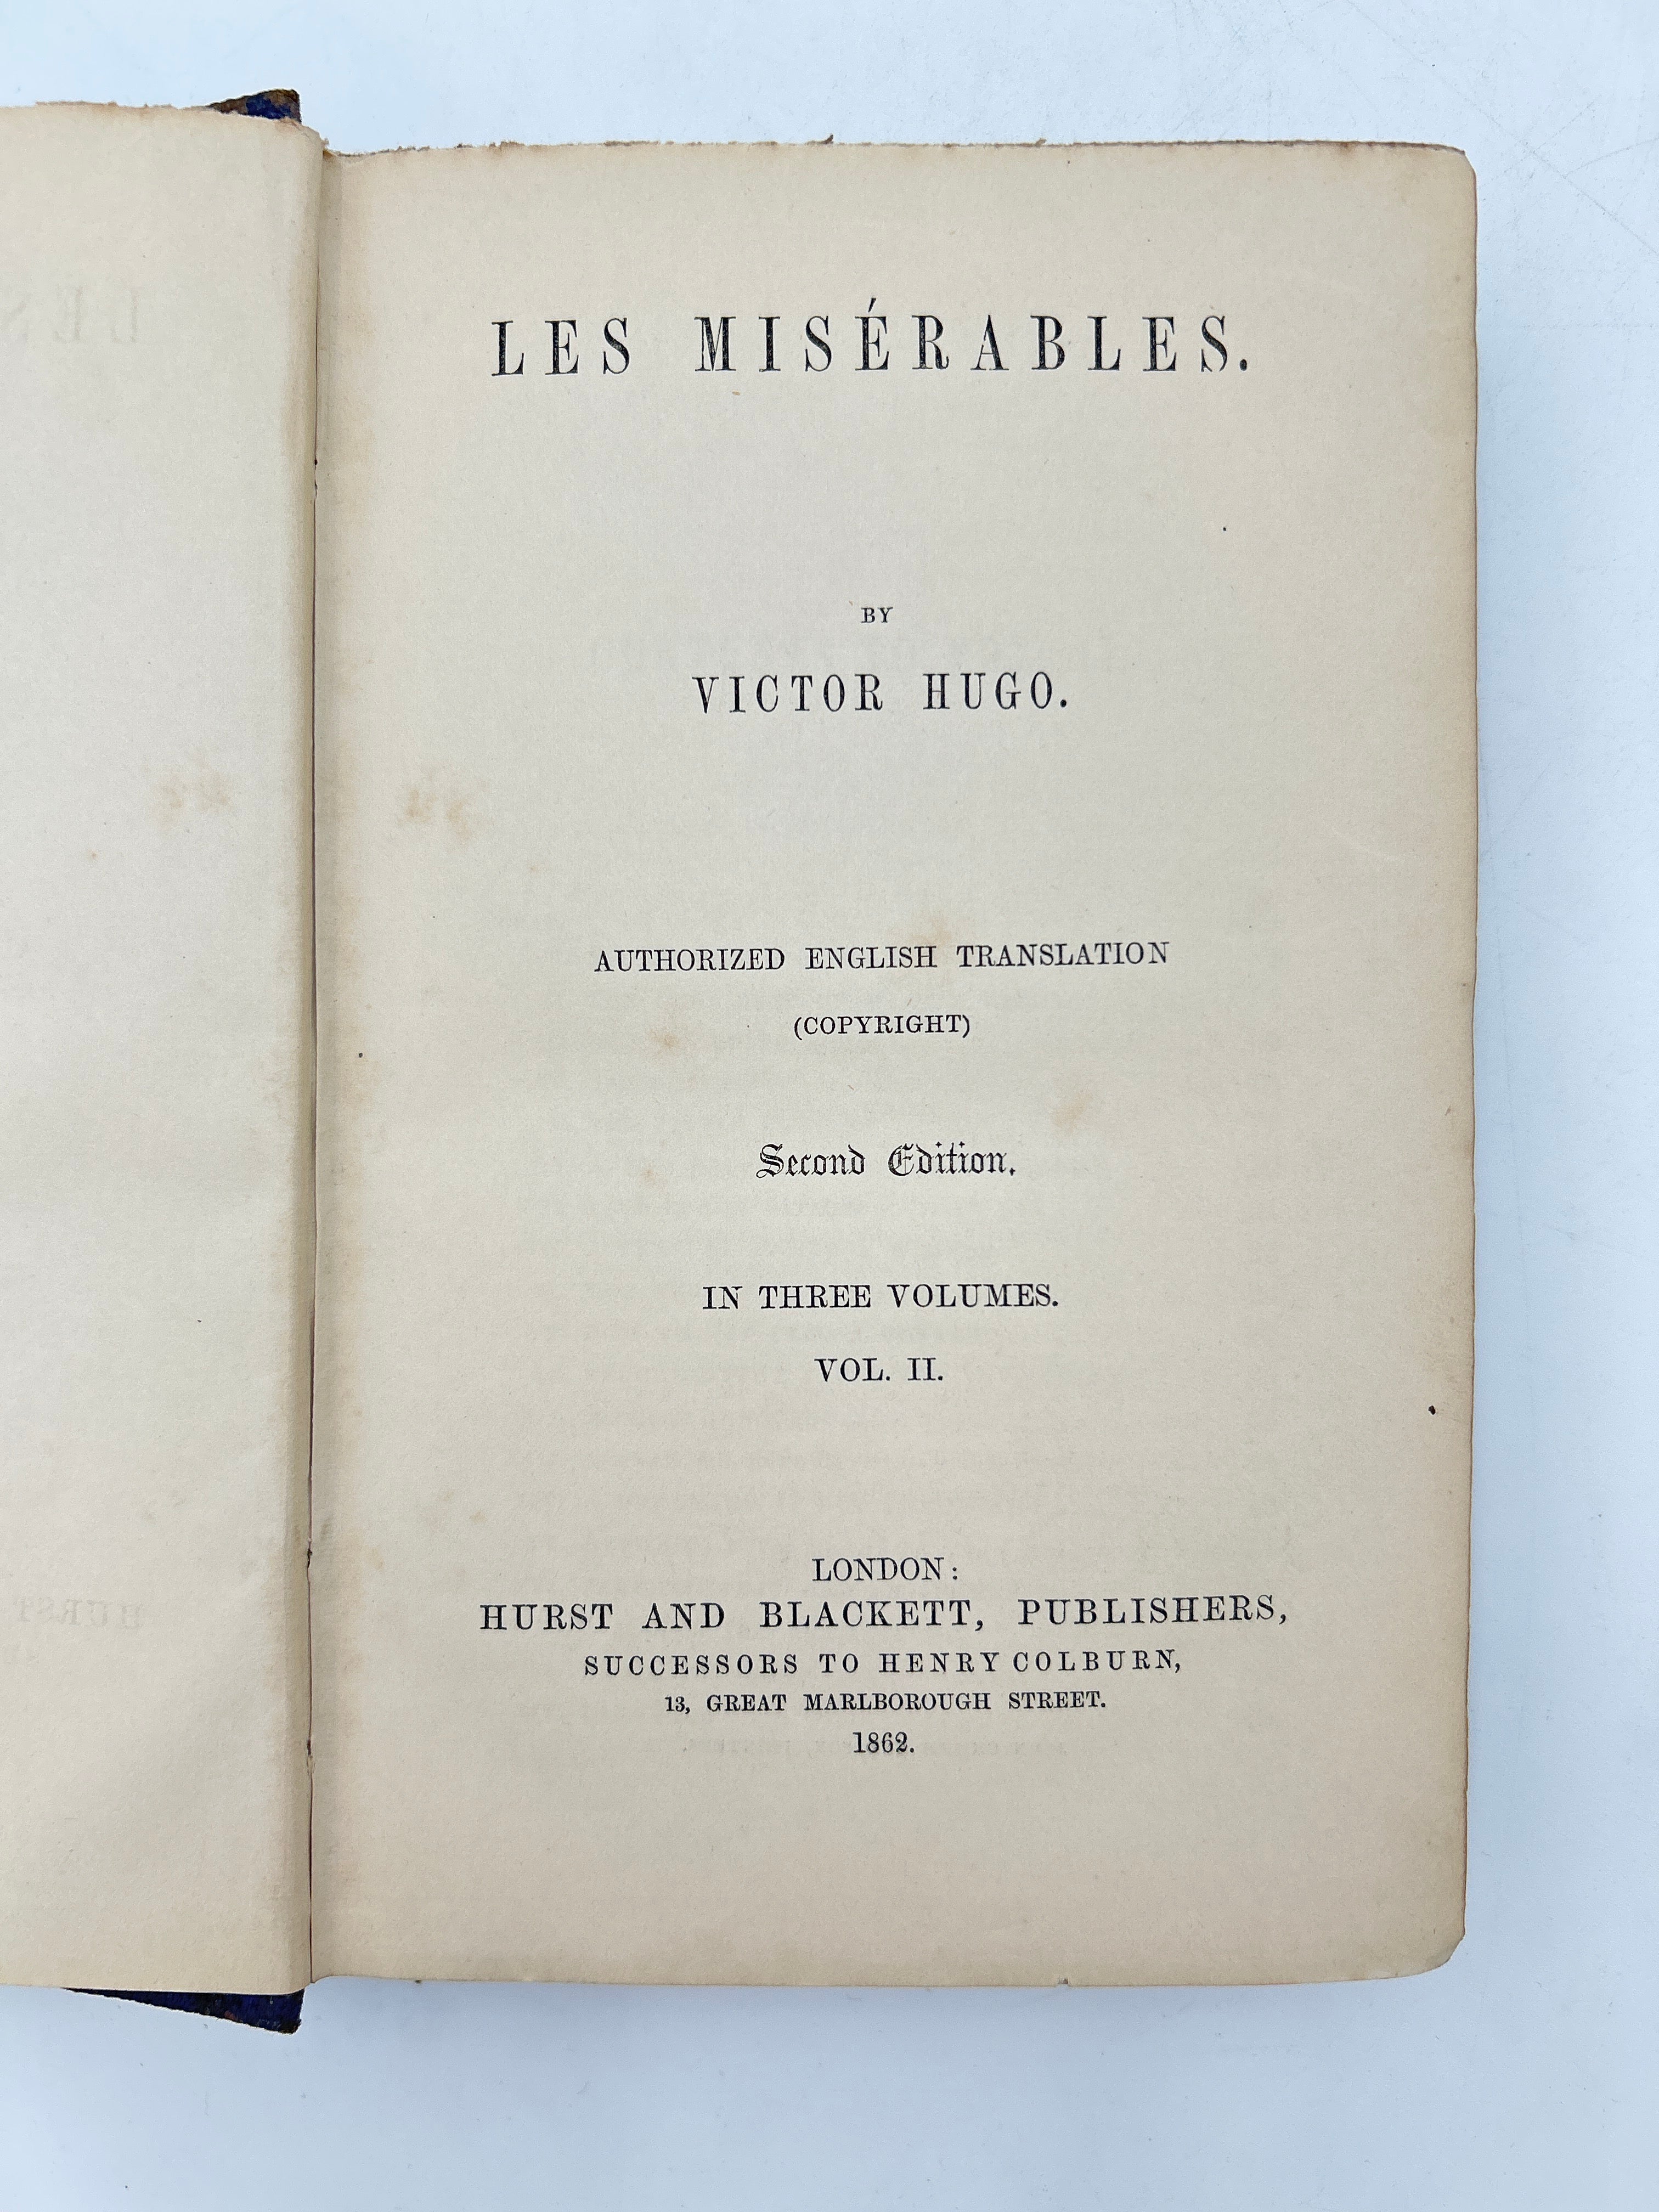 LES MISÉRABLES.
BY
VICTOR HUGO.
AUTHORIZED ENGLISH TRANSLATION
(COPYRIGHT)
Second Edition.
IN THREE VOLUMES.
VOL. II.
LONDON:
HURST AND BLACKETT, PUBLISHERS,
SUCCESSORS TO HENRY COLBURN,
13, GREAT MARLBOROUGH STREET.
1862.